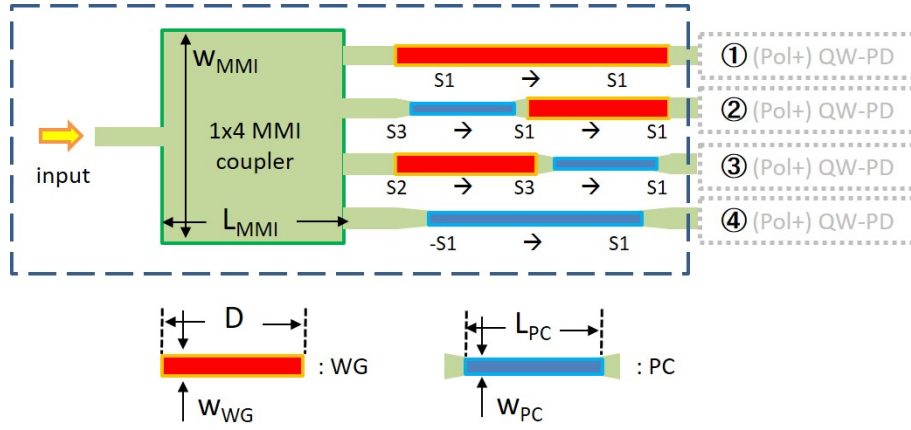 WMMI
1x4 MMI
coupler
LMMI
input
S1 → S1
S3 → S1 → S1
S2 → S3 → S1
-S1 → S1
① (Pol+) QW-PD
② (Pol+) QW-PD
③ (Pol+) QW-PD
④ (Pol+) QW-PD
D
: WG
WWG
LPC
: PC
WPC